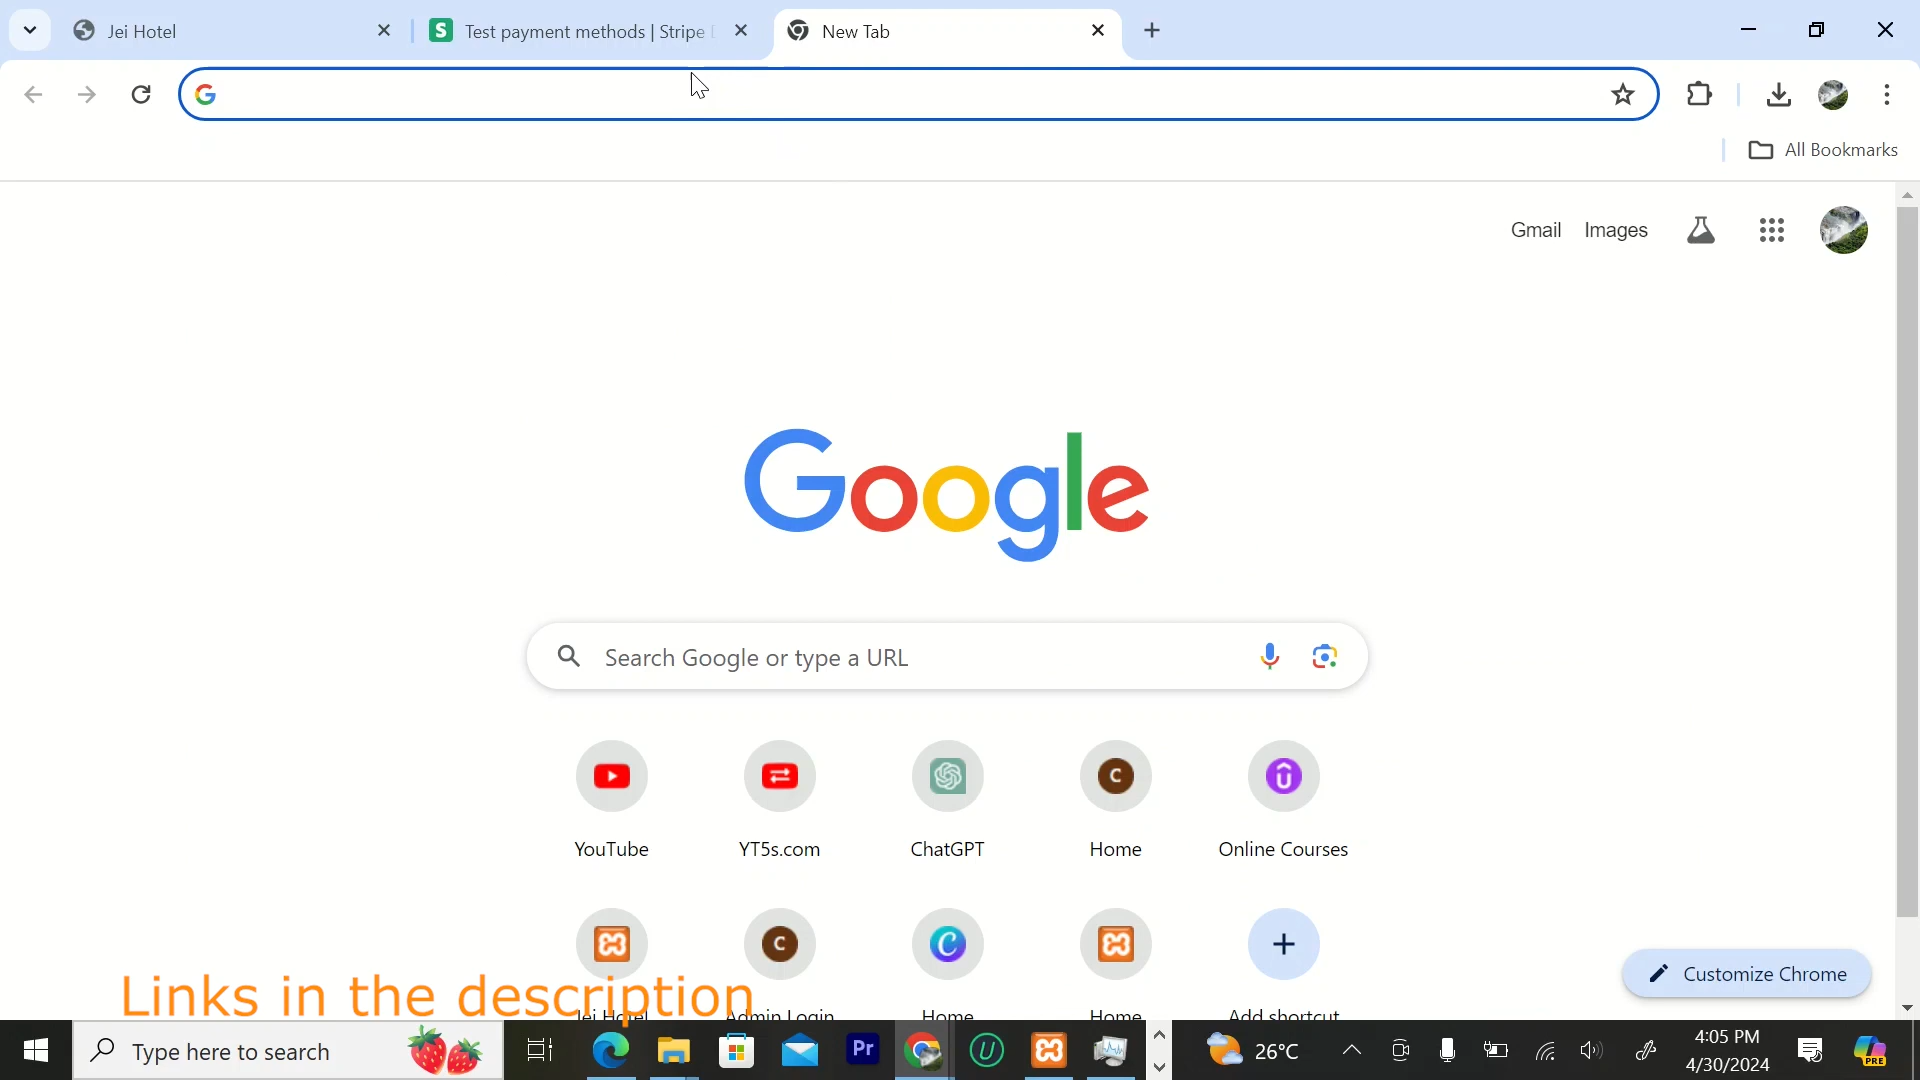 Jei Hotel
Test payment methods | Stripe
New Tab
All Bookmarks
Gmail Images
Google
Search Google or type a URL
YouTube YT5s.com ChatGPT Home Online Courses
Jei Hotel Admin Login Home Home Add shortcut
Customize Chrome
Links in the description
Type here to search
Pr
26°C
4:05 PM
4/30/2024
PRE